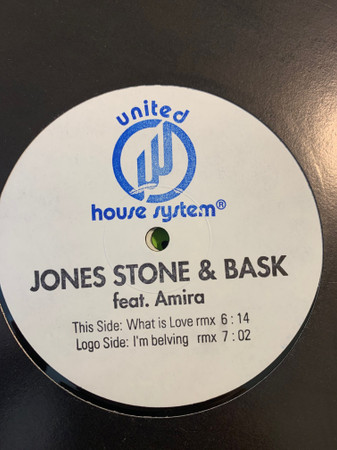 united
house system®
JONES STONE & BASK
feat. Amira
This Side: What is Love rmx 6 : 14
Logo Side: I'm belving rmx 7 : 02